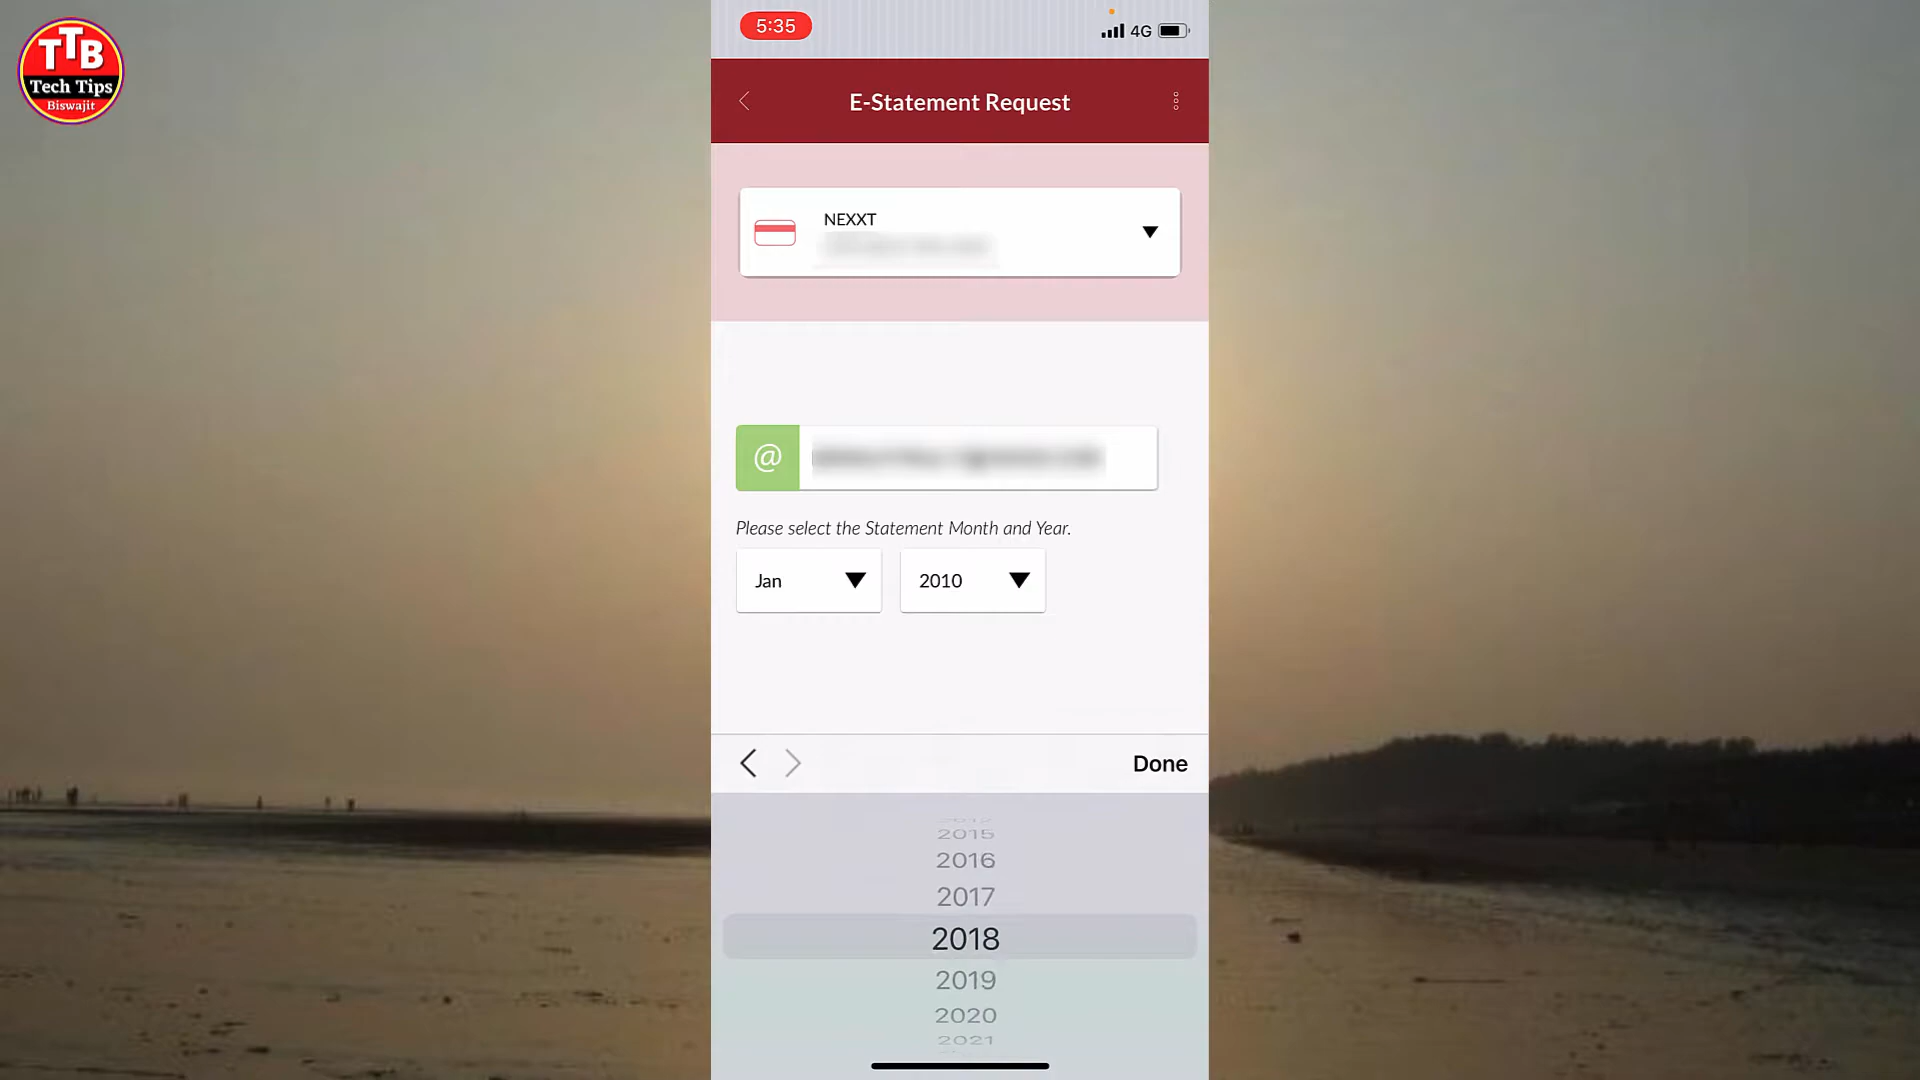 TTB
Tech Tips
Biswajit
5:35
4G
E-Statement Request
NEXXT
@
Please select the Statement Month and Year.
Jan
2010
Done
2015
2016
2017
2018
2019
2020
2021